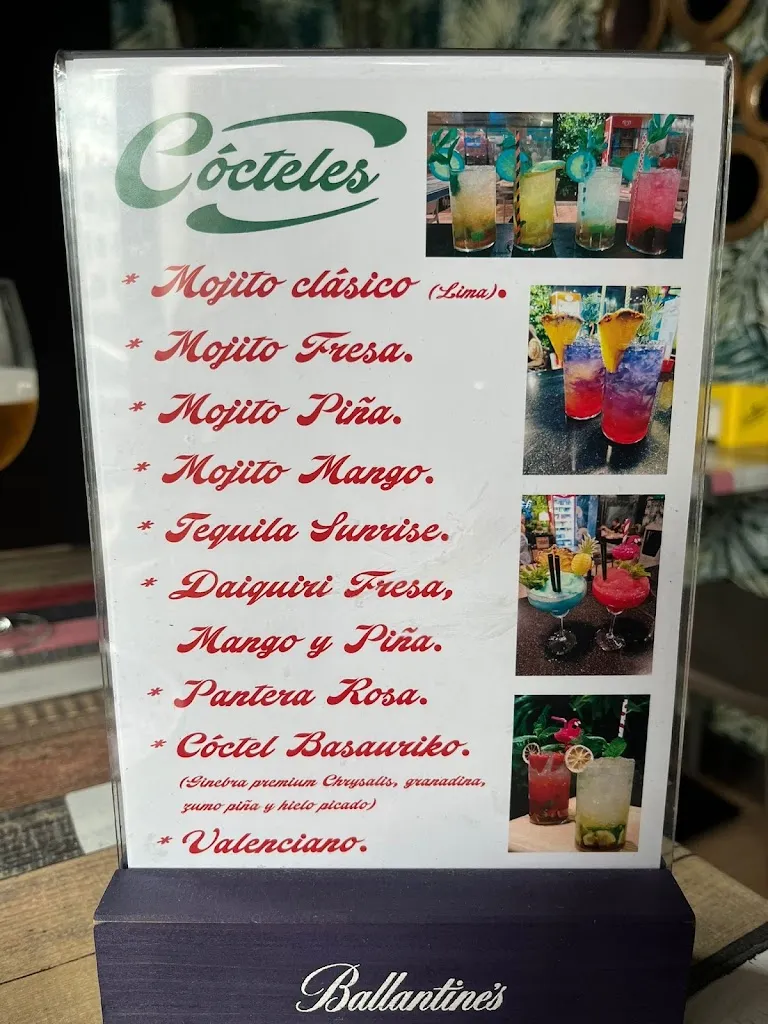 Cócteles
* Mojito clásico (Lima).
* Mojito Fresa.
* Mojito Piña.
* Mojito Mango.
* Tequila Sunrise.
* Daiquiri Fresa,
Mango y Piña.
* Pantera Rosa.
* Cóctel Basauriko.
(Ginebra premium Chrysalis, granadina,
zumo piña y hielo picado)
* Valenciano.
Ballantine's